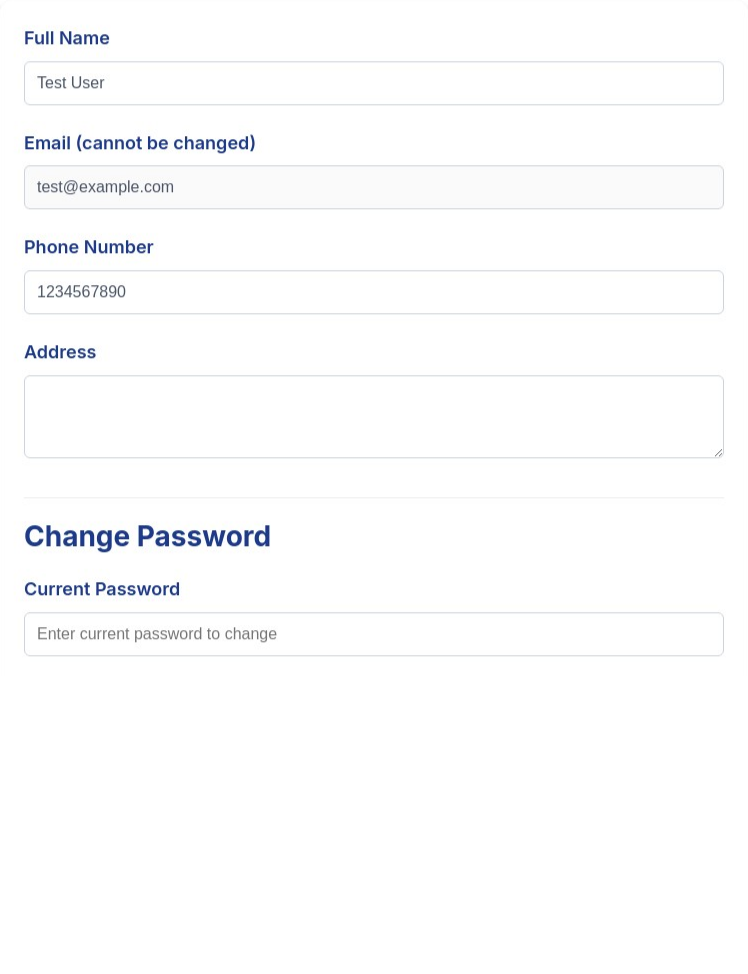 Full Name
Test User
Email (cannot be changed)
test@example.com
Phone Number
1234567890
Address
Change Password
Current Password
Enter current password to change